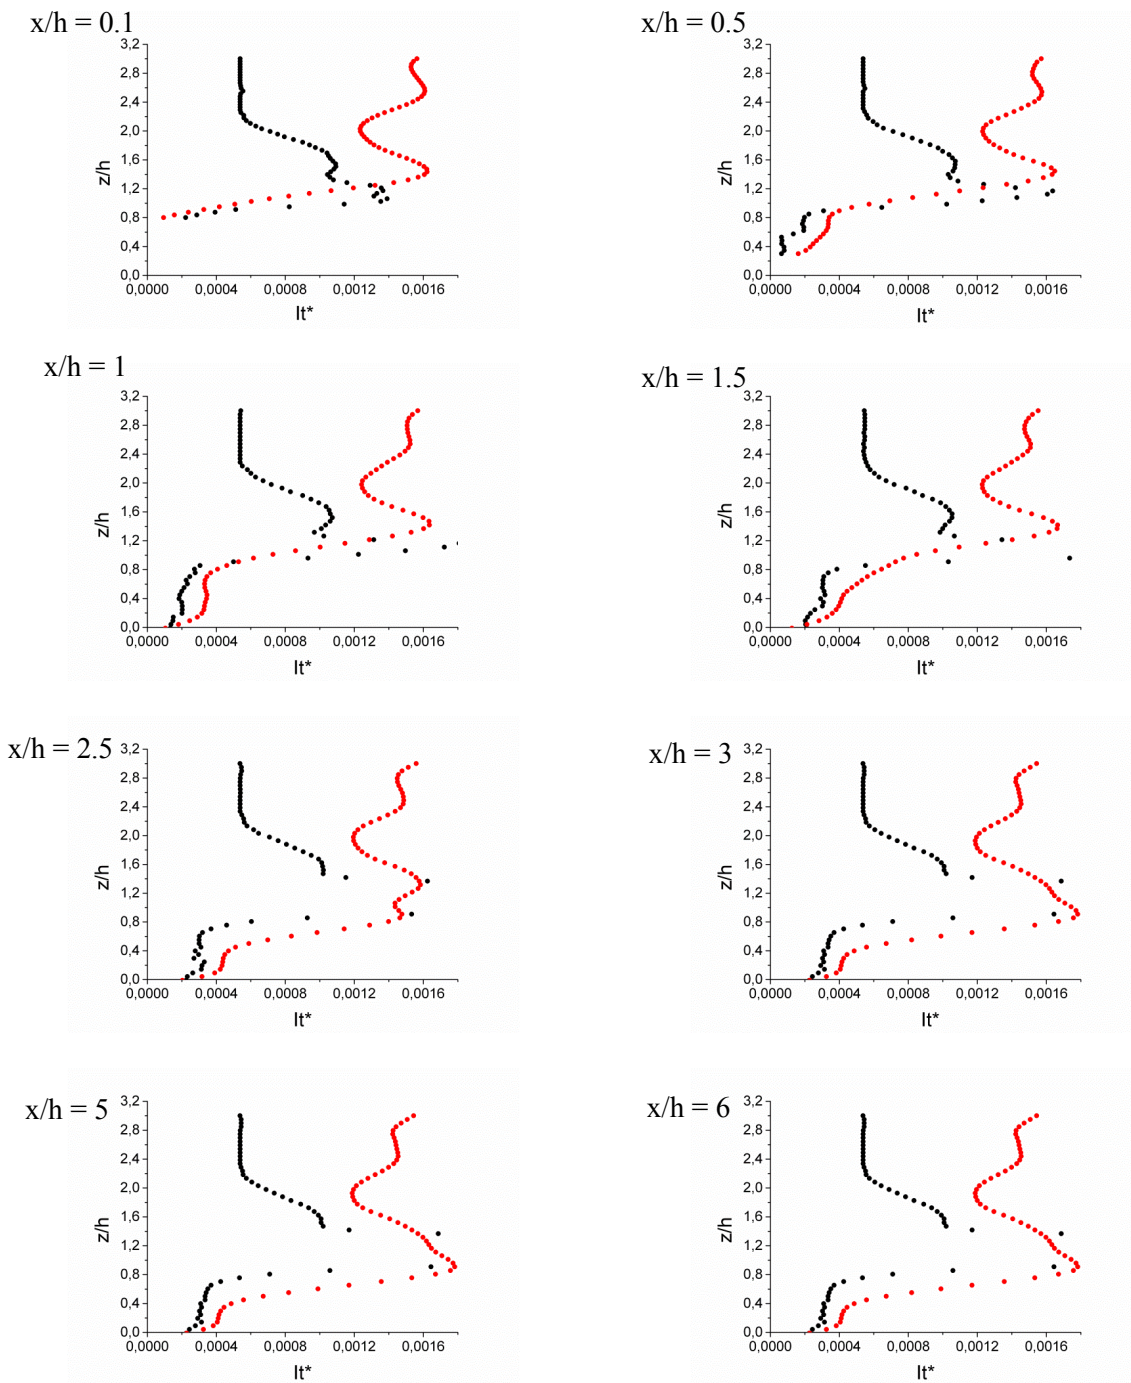 x/h = 0.1
3,2
2,8
2,4
2,0
1,6
1,2
0,8
0,4
0,0
z/h
0,0000 0,0004 0,0008 0,0012 0,0016
It*
x/h = 0.5
3,2
2,8
2,4
2,0
1,6
1,2
0,8
0,4
0,0
z/h
0,0000 0,0004 0,0008 0,0012 0,0016
It*
x/h = 1
3,2
2,8
2,4
2,0
1,6
1,2
0,8
0,4
0,0
z/h
0,0000 0,0004 0,0008 0,0012 0,0016
It*
x/h = 1.5
3,2
2,8
2,4
2,0
1,6
1,2
0,8
0,4
0,0
z/h
0,0000 0,0004 0,0008 0,0012 0,0016
It*
x/h = 2.5
3,2
2,8
2,4
2,0
1,6
1,2
0,8
0,4
0,0
z/h
0,0000 0,0004 0,0008 0,0012 0,0016
It*
x/h = 3
3,2
2,8
2,4
2,0
1,6
1,2
0,8
0,4
0,0
z/h
0,0000 0,0004 0,0008 0,0012 0,0016
It*
x/h = 5
3,2
2,8
2,4
2,0
1,6
1,2
0,8
0,4
0,0
z/h
0,0000 0,0004 0,0008 0,0012 0,0016
It*
x/h = 6
3,2
2,8
2,4
2,0
1,6
1,2
0,8
0,4
0,0
z/h
0,0000 0,0004 0,0008 0,0012 0,0016
It*